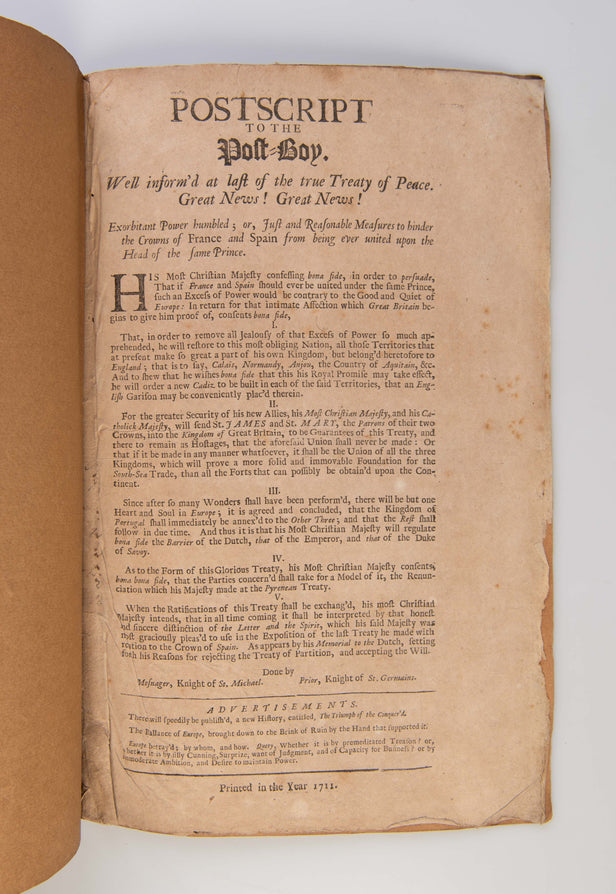 POSTSCRIPT
TO THE
Poſt-Boy.
Well inform'd at laſt of the true Treaty of Peace.
Great News! Great News!
Exorbitant Power humbled; or, Juſt and Reaſonable Meaſures to hinder
the Crowns of France and Spain from being ever united upon the
Head of the ſame Prince.
HIS Moſt Chriſtian Majeſty confeſſing bona fide, in order to perſuade,
That if France and Spain ſhould ever be united under the ſame Prince,
ſuch an Exceſs of Power would be contrary to the Good and Quiet of
Europe: In return for that intimate Affection which Great Britain be-
gins to give him proof of, conſents bona fide,
I.
That, in order to remove all Jealouſy of that Exceſs of Power ſo much ap-
prehended, he will reſtore to this moſt obliging Nation, all thoſe Territories that
at preſent make ſo great a part of his own Kingdom, but belong'd heretofore to
England; that is to ſay, Calais, Normandy, Anjou, the Country of Aquitain, &c.
And to ſhew that he wiſhes bona fide that this his Royal Promiſe may take effect,
he will order a new Cadiz to be built in each of the ſaid Territories, that an Eng-
liſh Gariſon may be conveniently plac'd therein.
II.
For the greater Security of his new Allies, his Moſt Chriſtian Majeſty, and his Ca-
tholick Majeſty, will ſend St. JAMES and St. MARY, the Patrons of their two
Crowns, into the Kingdom of Great Britain, to be Guarantees of this Treaty, and
there to remain as Hoſtages, that the aforeſaid Union ſhall never be made: Or
that if it be made in any manner whatſoever, it ſhall be the Union of all the three
Kingdoms, which will prove a more ſolid and immovable Foundation for the
South-Sea Trade, than all the Forts that can poſſibly be obtain'd upon the Con-
tinent.
III.
Since after ſo many Wonders ſhall have been perform'd, there will be but one
Heart and Soul in Europe; it is agreed and concluded, that the Kingdom of
Portugal ſhall immediately be annex'd to the Other Three; and that the Reſt ſhall
follow in due time. And thus it is that his Moſt Chriſtian Majeſty will regulate
bona fide the Barrier of the Dutch, that of the Emperor, and that of the Duke
of Savoy.
IV.
As to the Form of this Glorious Treaty, his Moſt Chriſtian Majeſty conſents,
bona bona fide, that the Parties concern'd ſhall take for a Model of it, the Renun-
ciation which his Majeſty made at the Pyrenean Treaty.
V.
When the Ratifications of this Treaty ſhall be exchang'd, his moſt Chriſtian
Majeſty intends, that in all time coming it ſhall be interpreted by that honeſt
and ſincere diſtinction of the Letter and the Spirit, which his ſaid Majeſty was
moſt graciouſly pleas'd to uſe in the Expoſition of the laſt Treaty he made with
relation to the Crown of Spain. As appears by his Memorial to the Dutch, ſetting
forth his Reaſons for rejecting the Treaty of Partition, and accepting the Will.
Done by
Meſnager, Knight of St. Michael. Prior, Knight of St. Germains.
ADVERTISEMENTS.
There will ſpeedily be publiſh'd, a new Hiſtory, entitled, The Triumph of the Conquer'd.
The Ballance of Europe, brought down to the Brink of Ruin by the Hand that ſupported it.
Europe betray'd; by whom, and how. Query, Whether it is by premeditated Treaſon? or,
whether it is by ſilly Cunning, Surprize, want of Judgment, and of Capacity for Buſineſs? or by
immoderate Ambition, and Deſire to maintain Power.
Printed in the Year 1711.